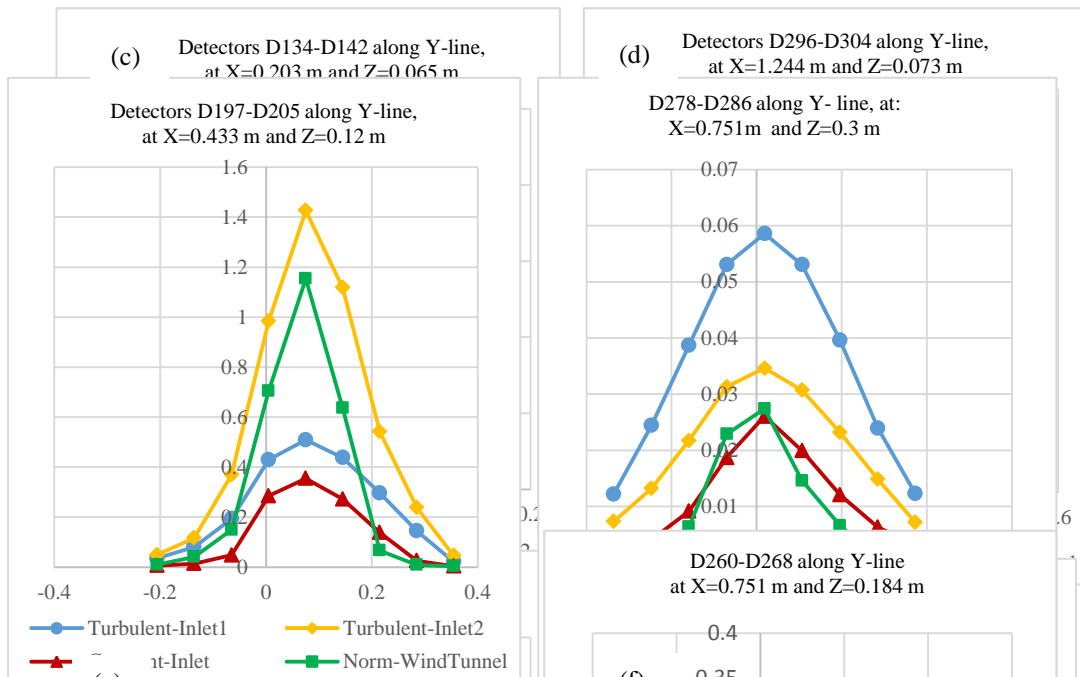 (c)
Detectors D134-D142 along Y-line,
at X=0.203 m and Z=0.065 m
(d)
Detectors D296-D304 along Y-line,
at X=1.244 m and Z=0.073 m
Detectors D197-D205 along Y-line,
at X=0.433 m and Z=0.12 m
1.6
1.4
1.2
1
0.8
0.6
0.4
0.2
0
-0.4
-0.2
0
0.2
0.4
Turbulent-Inlet1
Turbulent-Inlet2
nt-Inlet
Norm-WindTunnel
D278-D286 along Y- line, at:
X=0.751m and Z=0.3 m
0.07
0.06
0.05
0.04
0.03
0.02
0.01
D260-D268 along Y-line
at X=0.751 m and Z=0.184 m
0.4
0.35